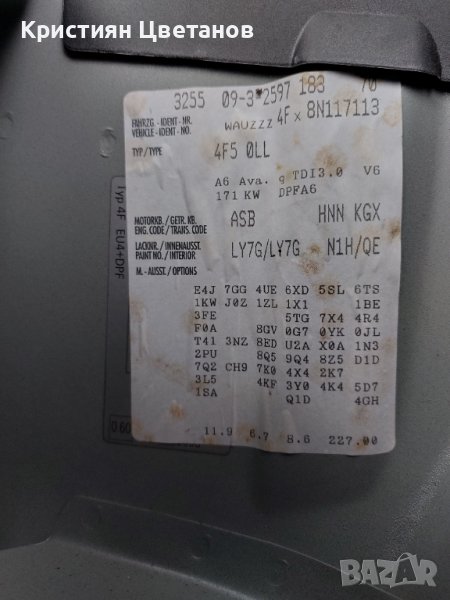 Кристиян Цветанов
3255 09-3*2597 183 70
FAHRZG.-IDENT-NR.
VEHICLE-IDENT-NO. WAUZZZ 4F x 8N117113
TYP/TYPE 4F5 0LL
A6 Ava. q TDI3.0 V6
171 KW DPFA6
MOTORKB./GETR. KB.
ENG. CODE/TRANS. CODE ASB HNN KGX
LACKNR./INNENAUSST.
PAINT NO./INTERIOR LY7G/LY7G N1H/QE
M.-AUSST./OPTIONS
E4J 7GG 4UE 6XD 5SL 6TS
1KW J0Z 1ZL 1X1 1BE
3FE 5TG 7X4 4R4
F0A 8GV 0G7 0YK 0JL
T41 3NZ 8ED U2A X0A 1N3
2PU 8Q5 9Q4 8Z5 D1D
7Q2 CH9 7K0 4X4 2K7
3L5 4KF 3Y0 4K4 5D7
1SA Q1D 4GH
11.9 6.7 8.6 227.00
Typ 4F EU4+DPF
BAZAR